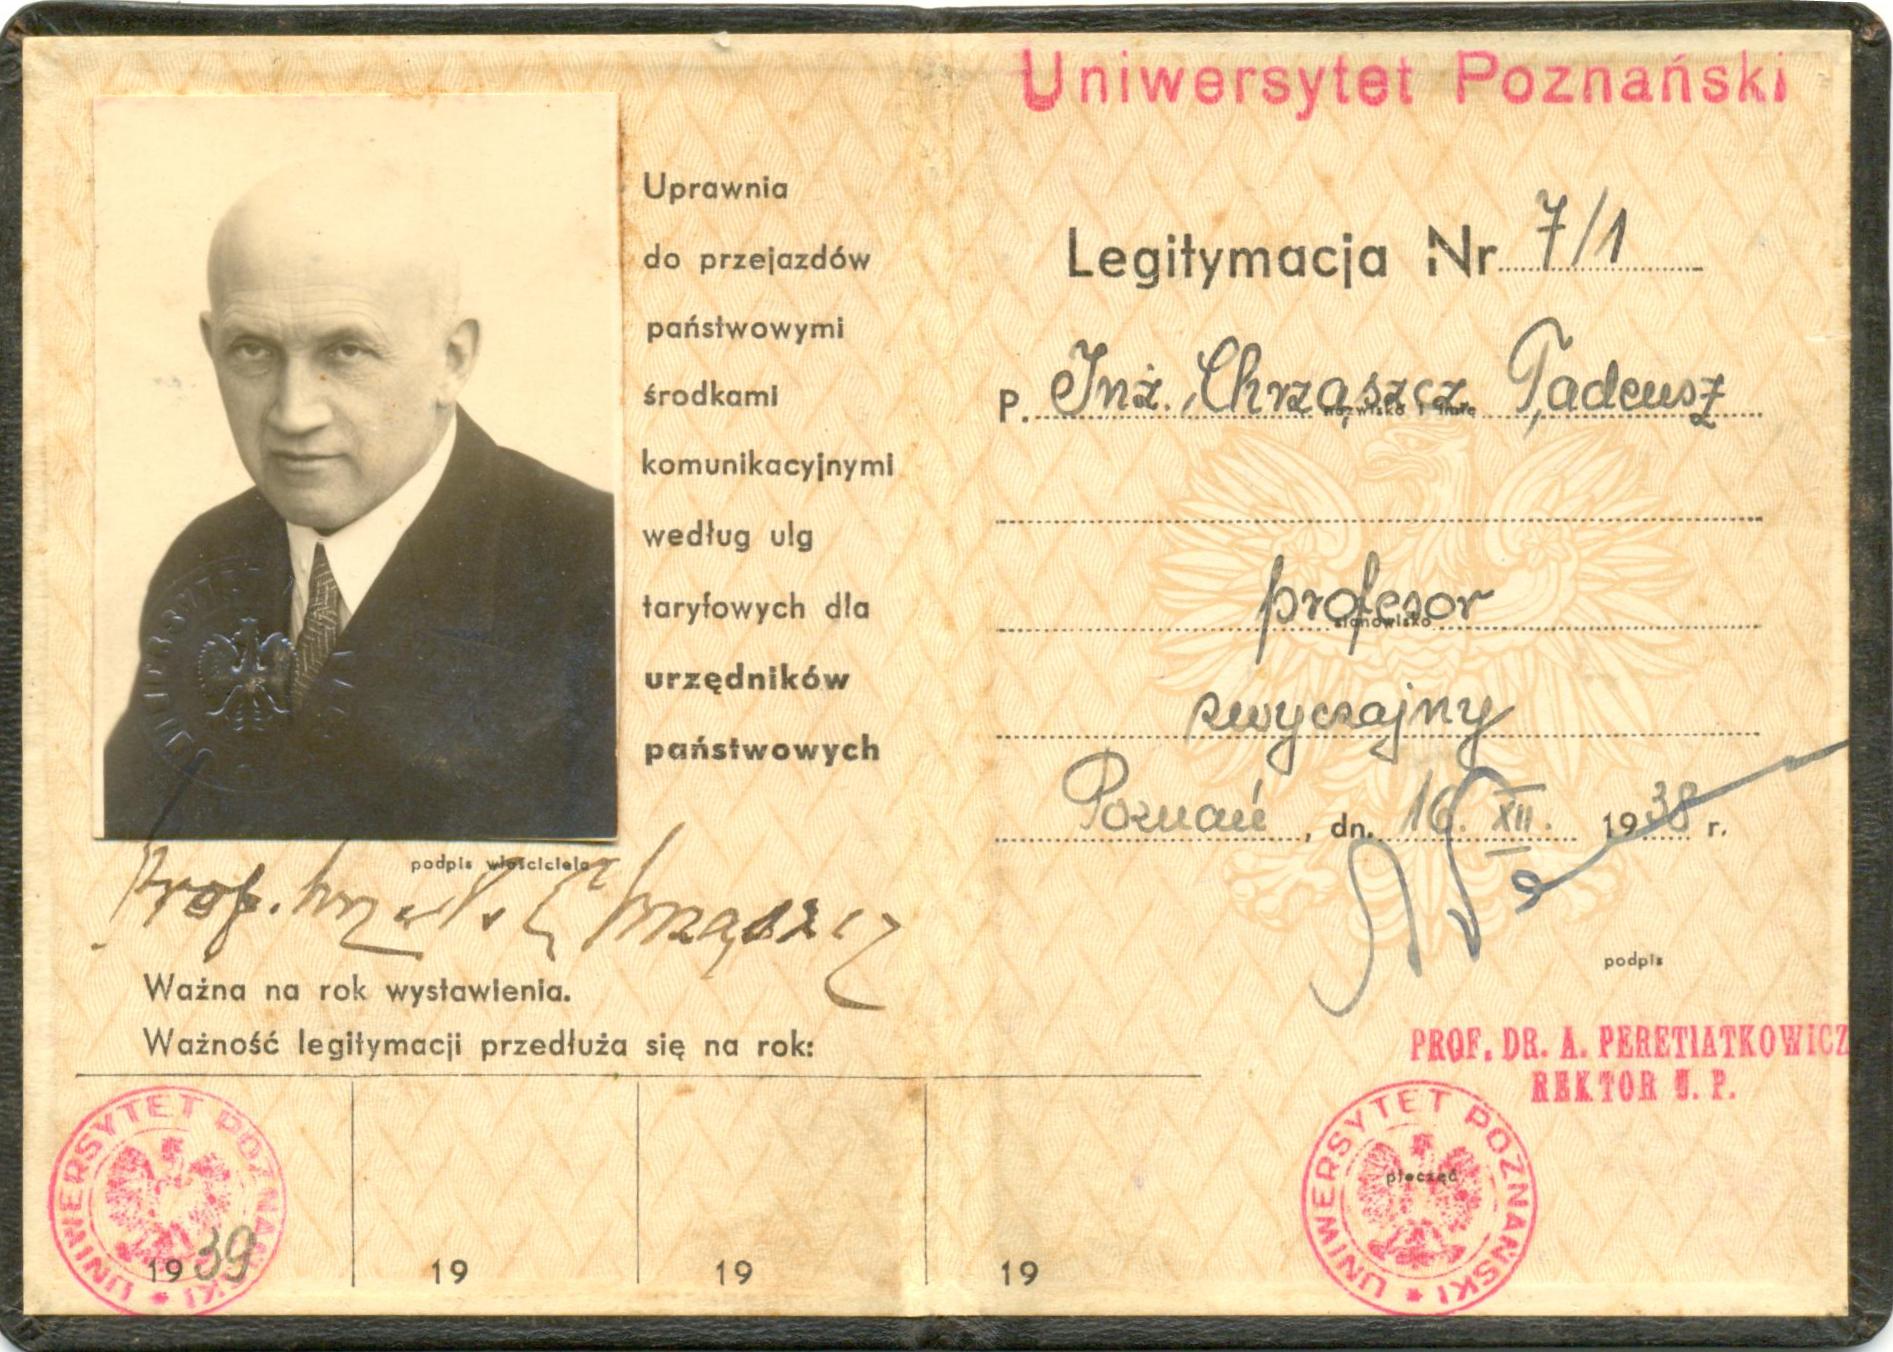 Uprawnia
do przejazdów
państwowymi
środkami
komunikacyjnymi
według ulg
taryfowych dla
urzędników
państwowych
podpis właściciela
Prof. Chrząszcz
Ważna na rok wystawienia.
Ważność legitymacji przedłuża się na rok:
UNIWERSYTET POZNAŃSKI
1939
19
19
19
Uniwersytet Poznański
Legitymacja Nr 7/1
P. Inż. Chrząszcz Tadeusz
nazwisko i imię
profesor
stanowisko
zwyczajny
Poznań, dn. 16. XII. 1938 r.
podpis
PROF. DR. A. PERETIATKOWICZ
REKTOR U. P.
UNIWERSYTET POZNAŃSKI
pieczęć